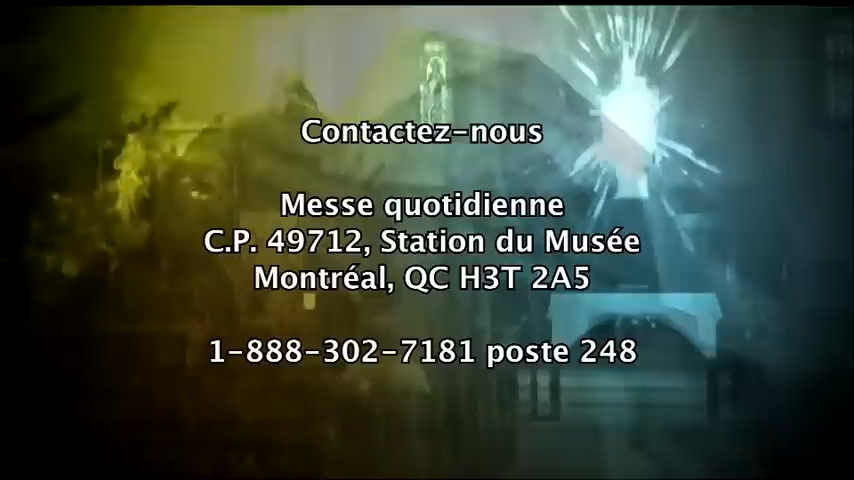 Contactez-nous
Messe quotidienne
C.P. 49712, Station du Musée
Montréal, QC H3T 2A5
1-888-302-7181 poste 248